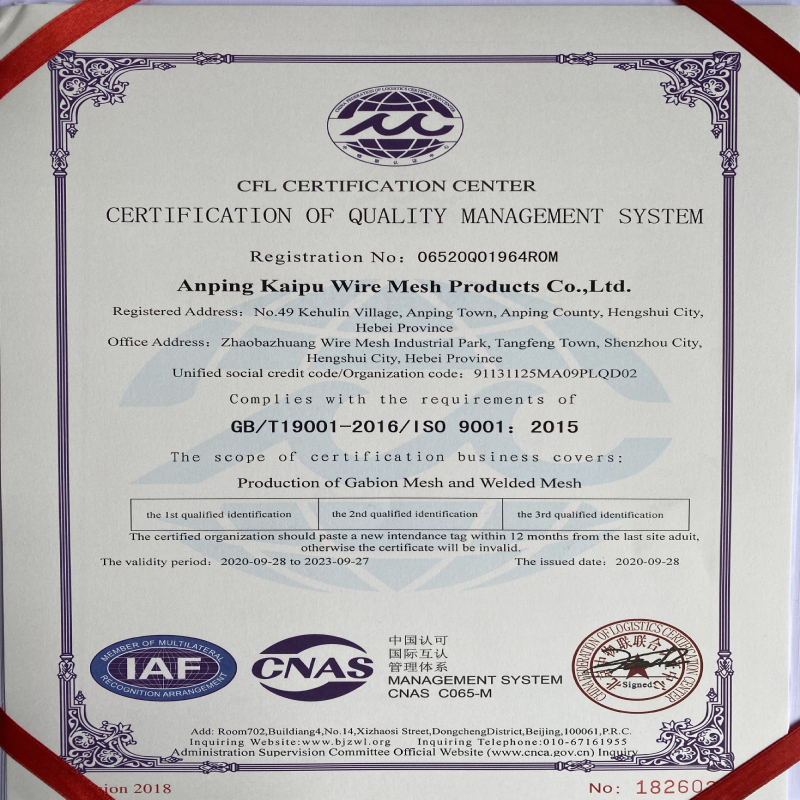 CHINA FEDERATION OF LOGISTICS CERTIFICATION CENTER
CFL CERTIFICATION CENTER
CERTIFICATION OF QUALITY MANAGEMENT SYSTEM
Registration No: 06520Q01964R0M
Anping Kaipu Wire Mesh Products Co.,Ltd.
Registered Address: No.49 Kehulin Village, Anping Town, Anping County, Hengshui City,
Hebei Province
Office Address: Zhaobazhuang Wire Mesh Industrial Park, Tangfeng Town, Shenzhou City,
Hengshui City, Hebei Province
Unified social credit code/Organization code: 91131125MA09PLQD02
Complies with the requirements of
GB/T19001-2016/ISO 9001: 2015
The scope of certification business covers:
Production of Gabion Mesh and Welded Mesh
the 1st qualified identification the 2nd qualified identification the 3rd qualified identification
The certified organization should paste a new intendance tag within 12 months from the last site aduit,
otherwise the certificate will be invalid.
The validity period: 2020-09-28 to 2023-09-27 The issued date: 2020-09-28
MEMBER OF MULTILATERAL
IAF
RECOGNITION ARRANGEMENT
CNAS
中国认可
国际互认
管理体系
MANAGEMENT SYSTEM
CNAS C065-M
Signed
Add: Room702,Buildiang4,No.14,Xizhaosi Street,DongchengDistrict,Beijing,100061,P.R.C.
Inquiring Website:www.bjzwl.org Inquiring Telephone:010-67161955
Administration Supervision Committee Official Website (www.cnca.gov.cn) Inquiry
2018
No: 18260